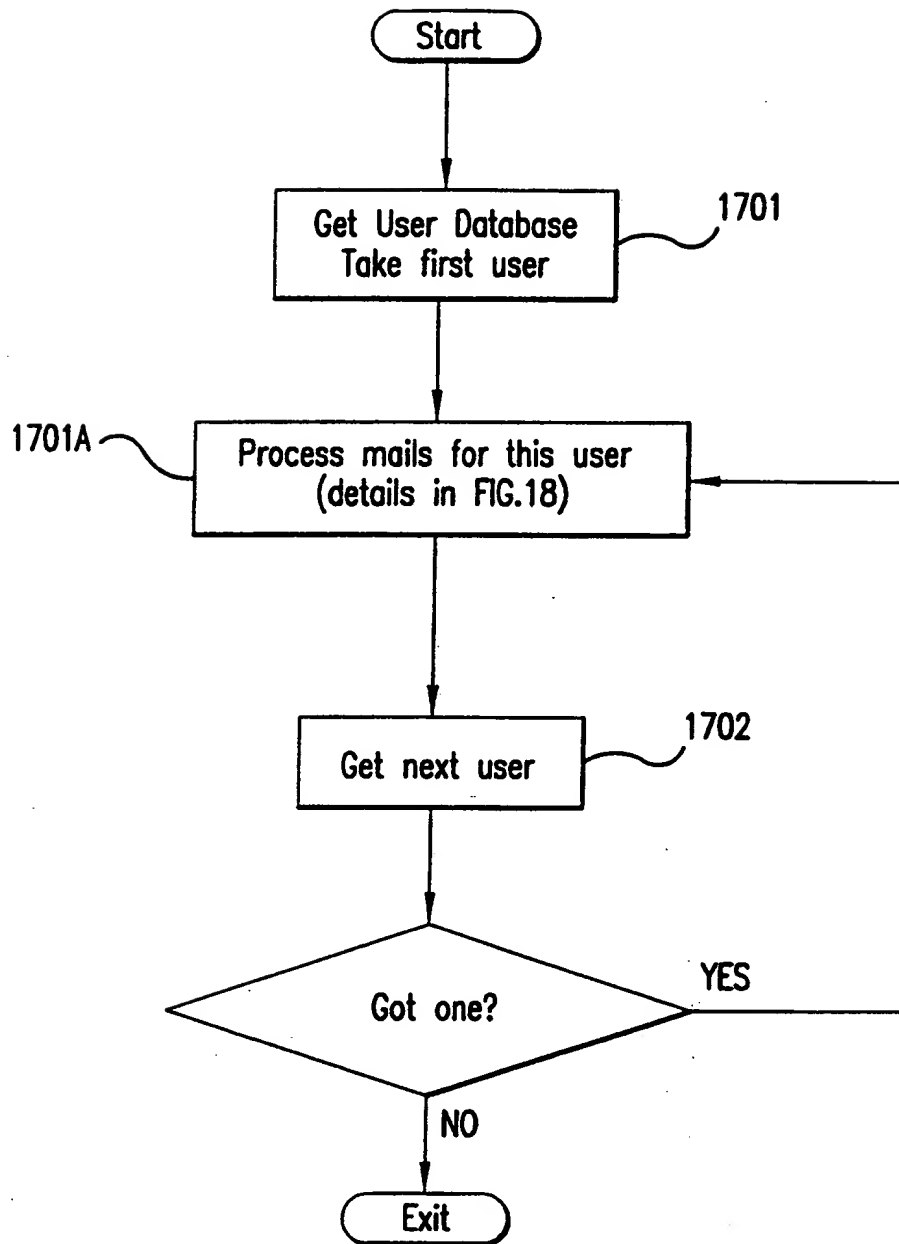 Start
Get User Database
Take first user
1701
1701A
Process mails for this user
(details in FIG.18)
1702
Get next user
Got one?
YES
NO
Exit